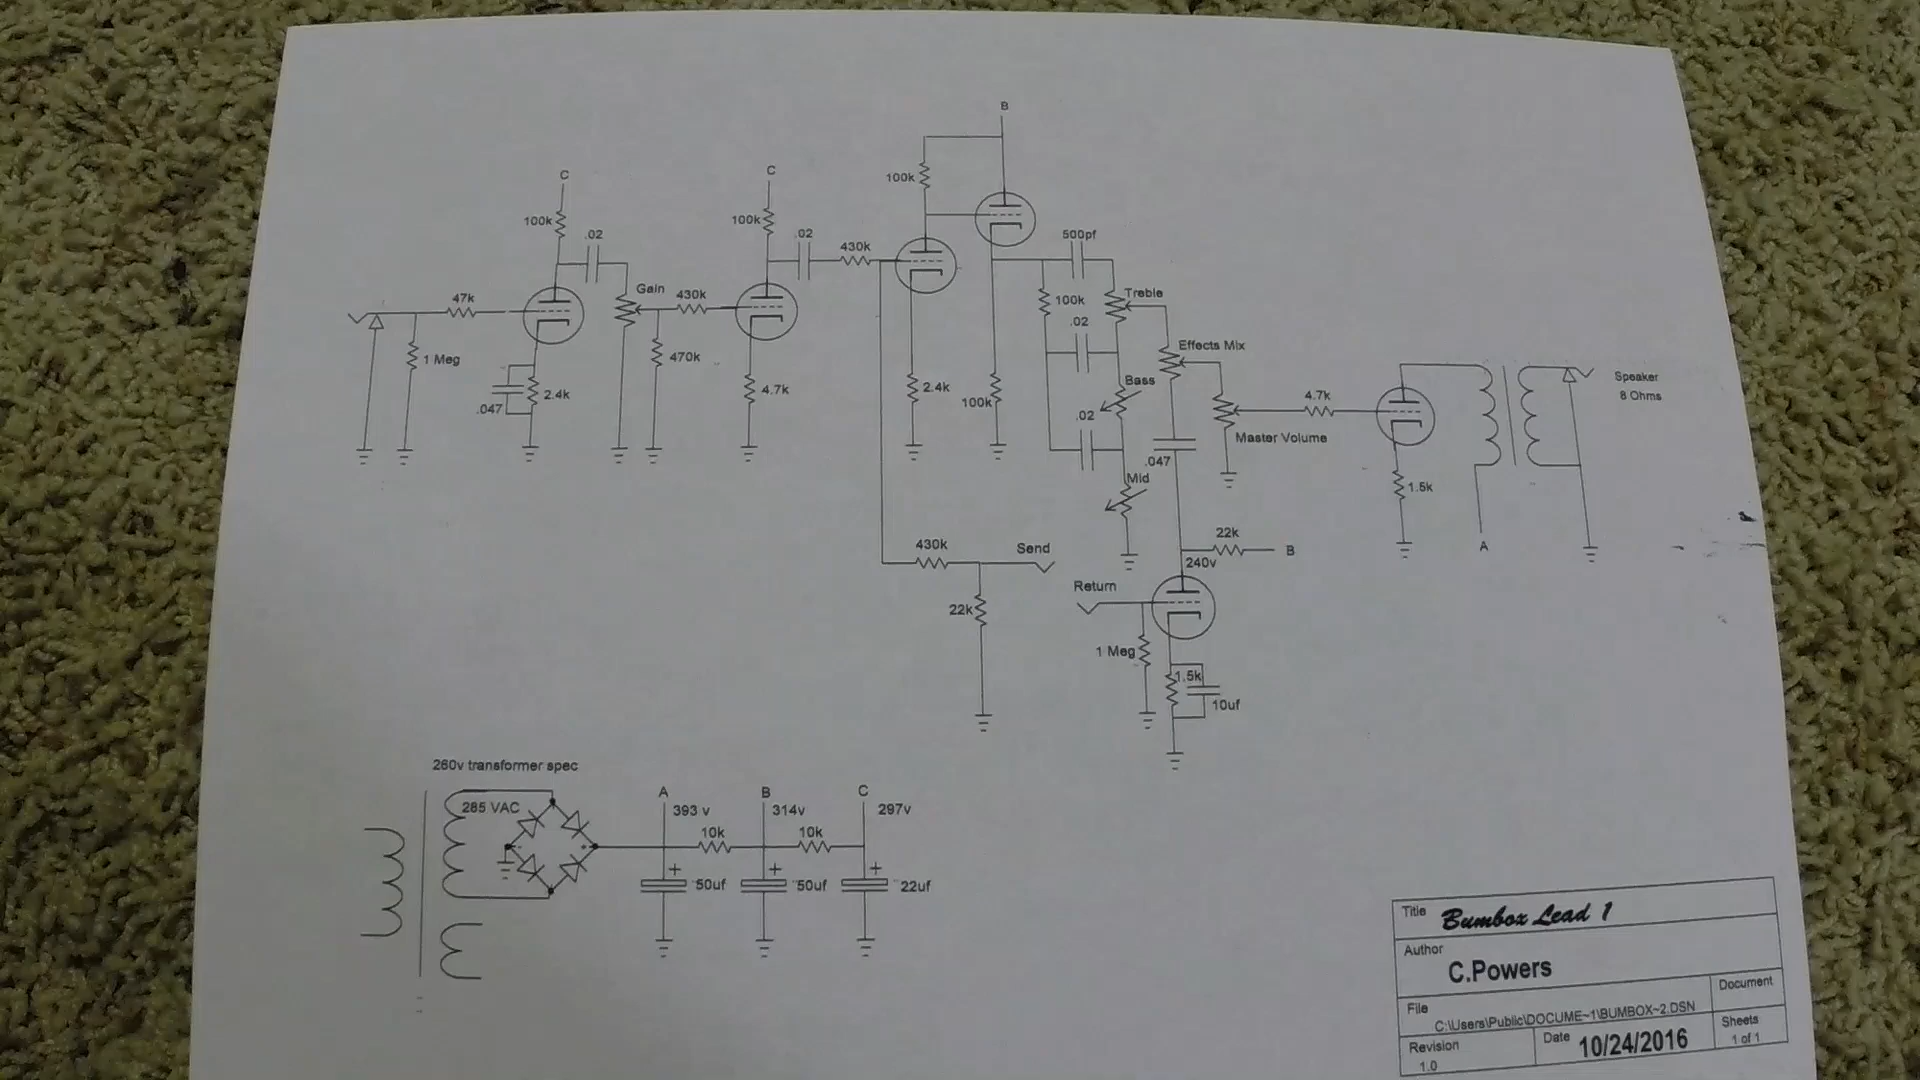 B
C
C
100k
100k
.02
100k
.02
430k
500pf
47k
Gain
430k
100k
Treble
.02
1 Meg
470k
Effects Mix
.047
2.4k
4.7k
2.4k
100k
Bass
.02
Master Volume
4.7k
Speaker
8 Ohms
.047
Mid
1.5k
A
430k
Send
22k
B
240v
22k
Return
1 Meg
1.5k
10uf
260v transformer spec
285 VAC
A
393 v
B
314v
C
297v
10k
10k
+
50uf
+
50uf
+
22uf
Title
Bumbox Lead 1
Author
C.Powers
File
C:\Users\Public\DOCUME~1\BUMBOX~2.DSN
Document
Revision
1.0
Date
10/24/2016
Sheets
1 of 1